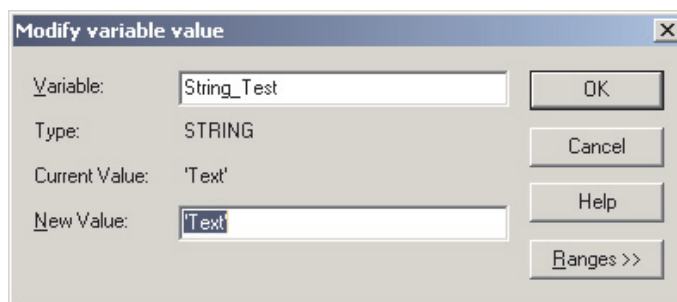 Modify variable value
Variable: String_Test OK
Type: STRING
Cancel
Current Value: 'Text'
Help
New Value: 'Text'
Ranges >>